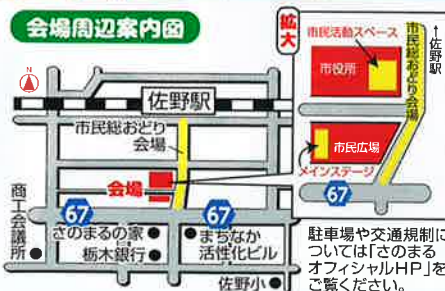 会場周辺案内図
N
佐野駅
市民総おどり
会場
会場
67
67
さのまるの家
栃木銀行
まちなか
活性化ビル
商工会議所
佐野小
拡大
市民活動スペース
市役所
市民広場
メインステージ
67
市民総おどり会場
←佐野駅
駐車場や交通規制に
ついては「さのまる
オフィシャルHP」を
ご覧ください。